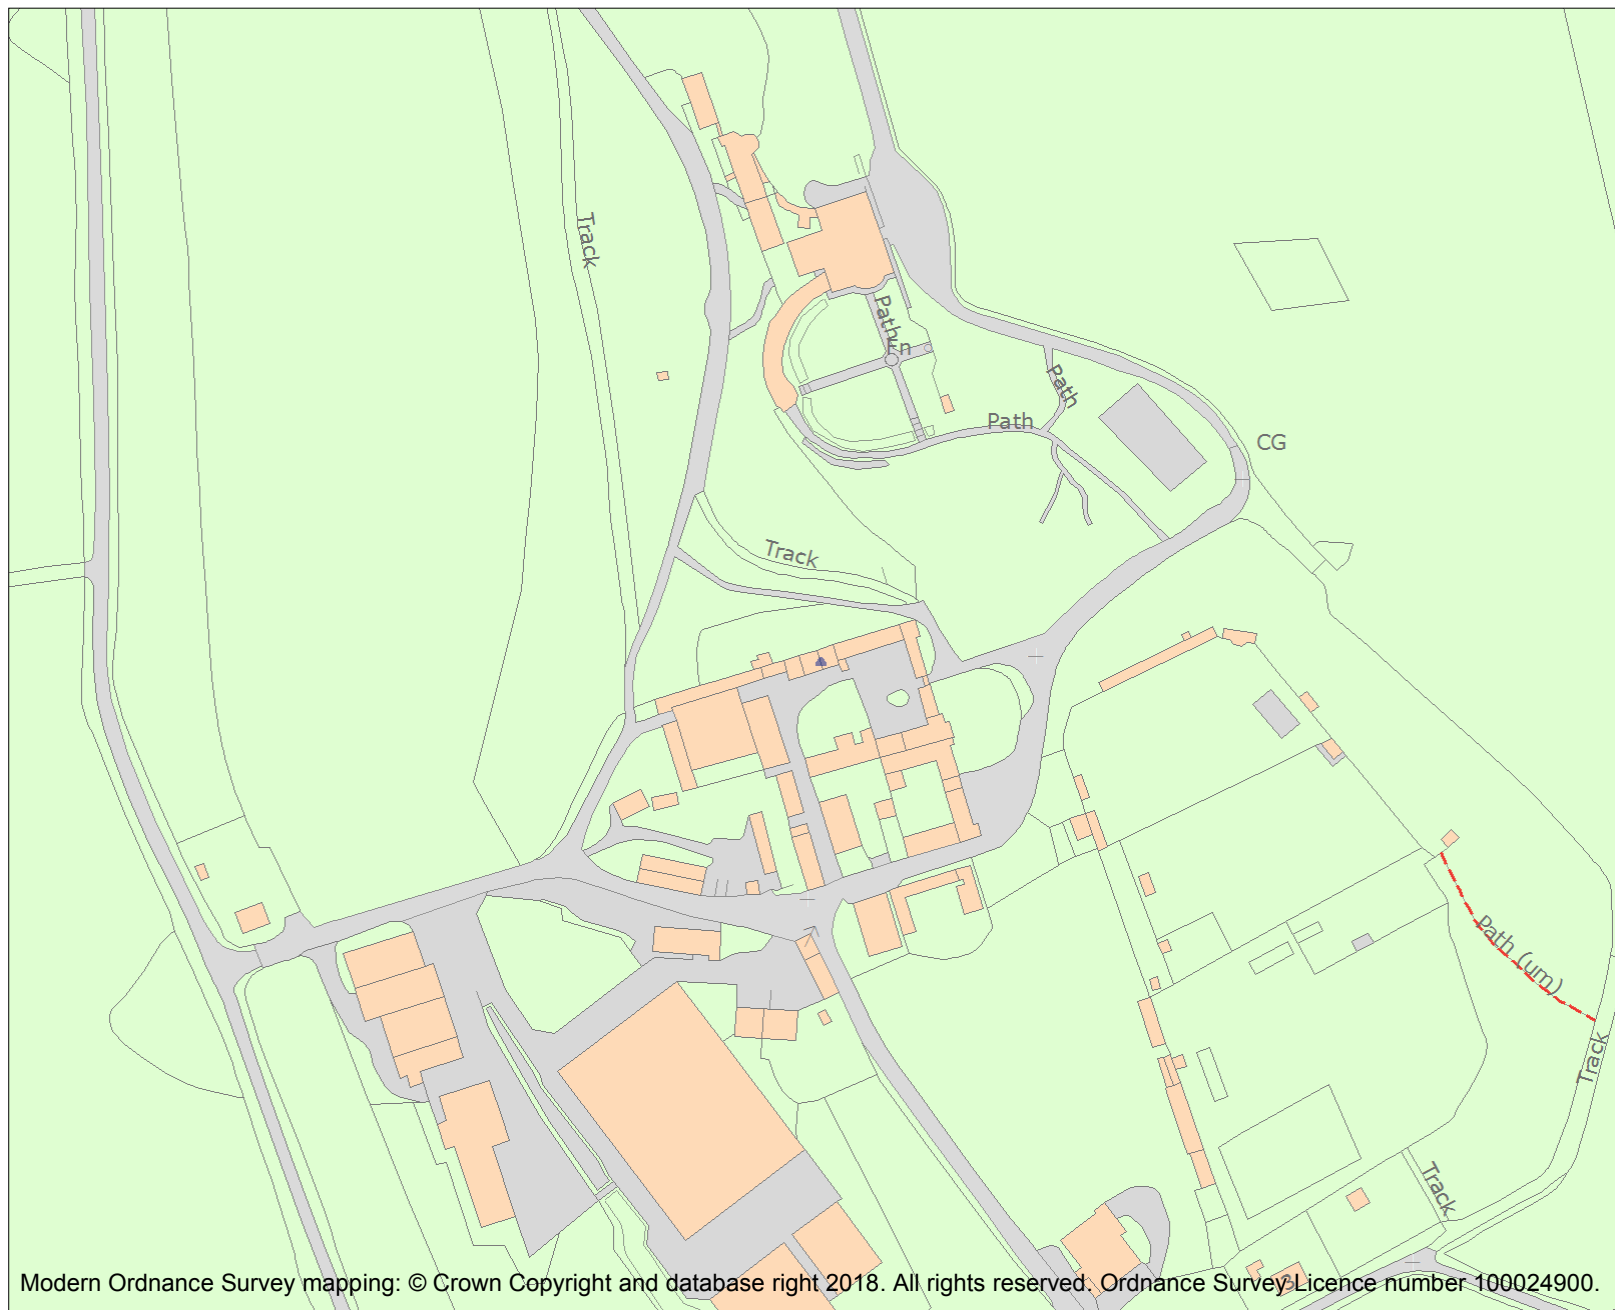 Track
Path
Fn
Path
Path
CG
Track
Path (um)
Track
Track
Modern Ordnance Survey mapping: © Crown Copyright and database right 2018. All rights reserved. Ordnance Survey Licence number 100024900.